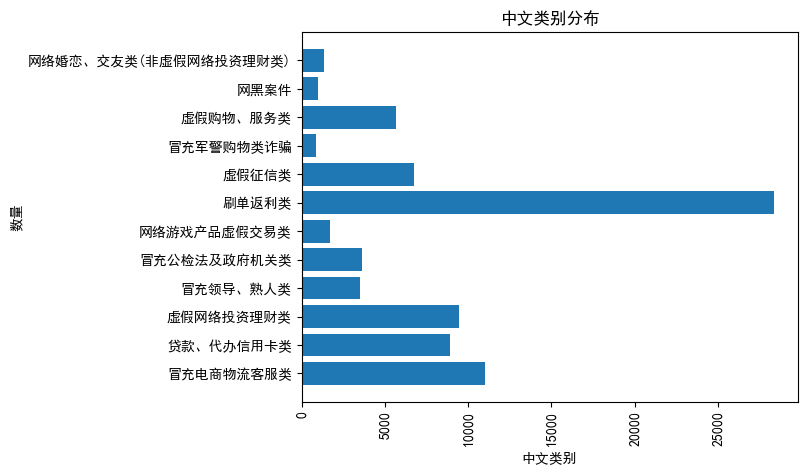 中文类别分布
网络婚恋、交友类(非虚假网络投资理财类)
网黑案件
虚假购物、服务类
冒充军警购物类诈骗
虚假征信类
刷单返利类
网络游戏产品虚假交易类
冒充公检法及政府机关类
冒充领导、熟人类
虚假网络投资理财类
贷款、代办信用卡类
冒充电商物流客服类
数量
0
5000
10000
15000
20000
25000
中文类别